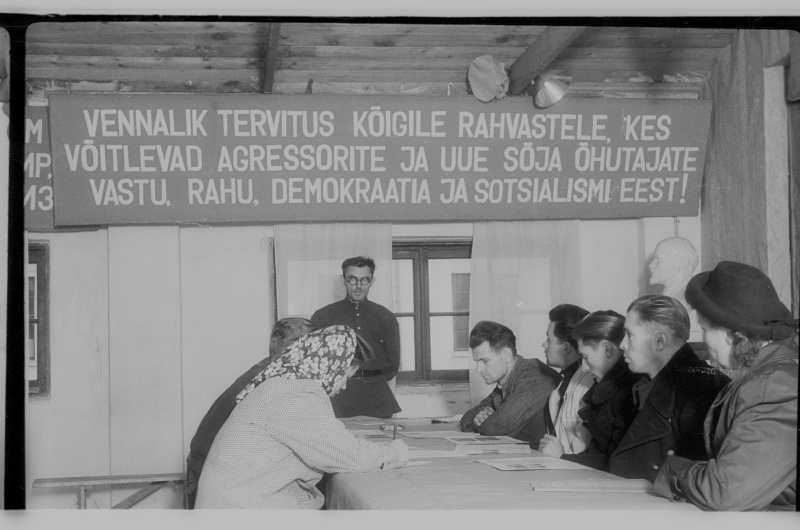 VENNALIK TERVITUS KÕIGILE RAHVASTELE, KES
VÕITLEVAD AGRESSORITE JA UUE SÕJA ÕHUTAJATE
VASTU, RAHU, DEMOKRAATIA JA SOTSIALISMI EEST!